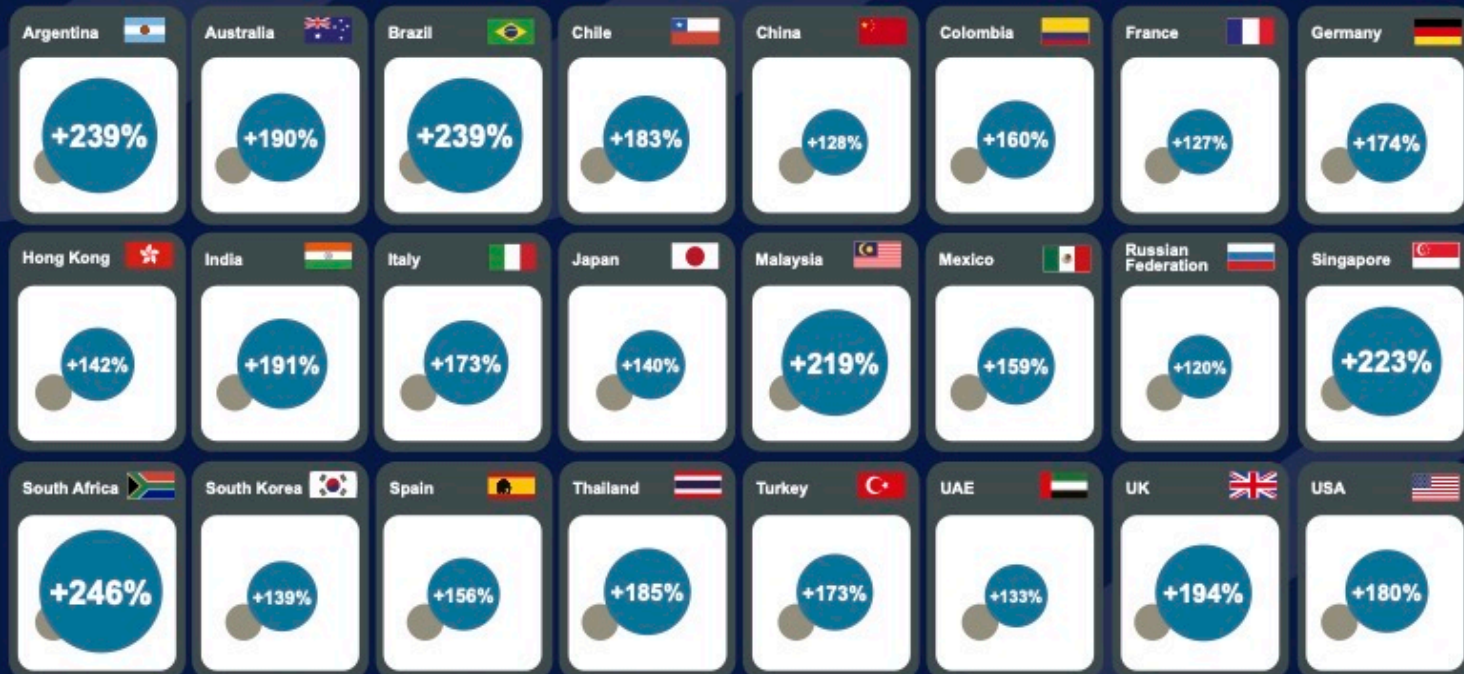 Argentina
+239%
Australia
+190%
Brazil
+239%
Chile
+183%
China
+128%
Colombia
+160%
France
+127%
Germany
+174%
Hong Kong
+142%
India
+191%
Italy
+173%
Japan
+140%
Malaysia
+219%
Mexico
+159%
Russian
Federation
+120%
Singapore
+223%
South Africa
+246%
South Korea
+139%
Spain
+156%
Thailand
+185%
Turkey
+173%
UAE
+133%
UK
+194%
USA
+180%